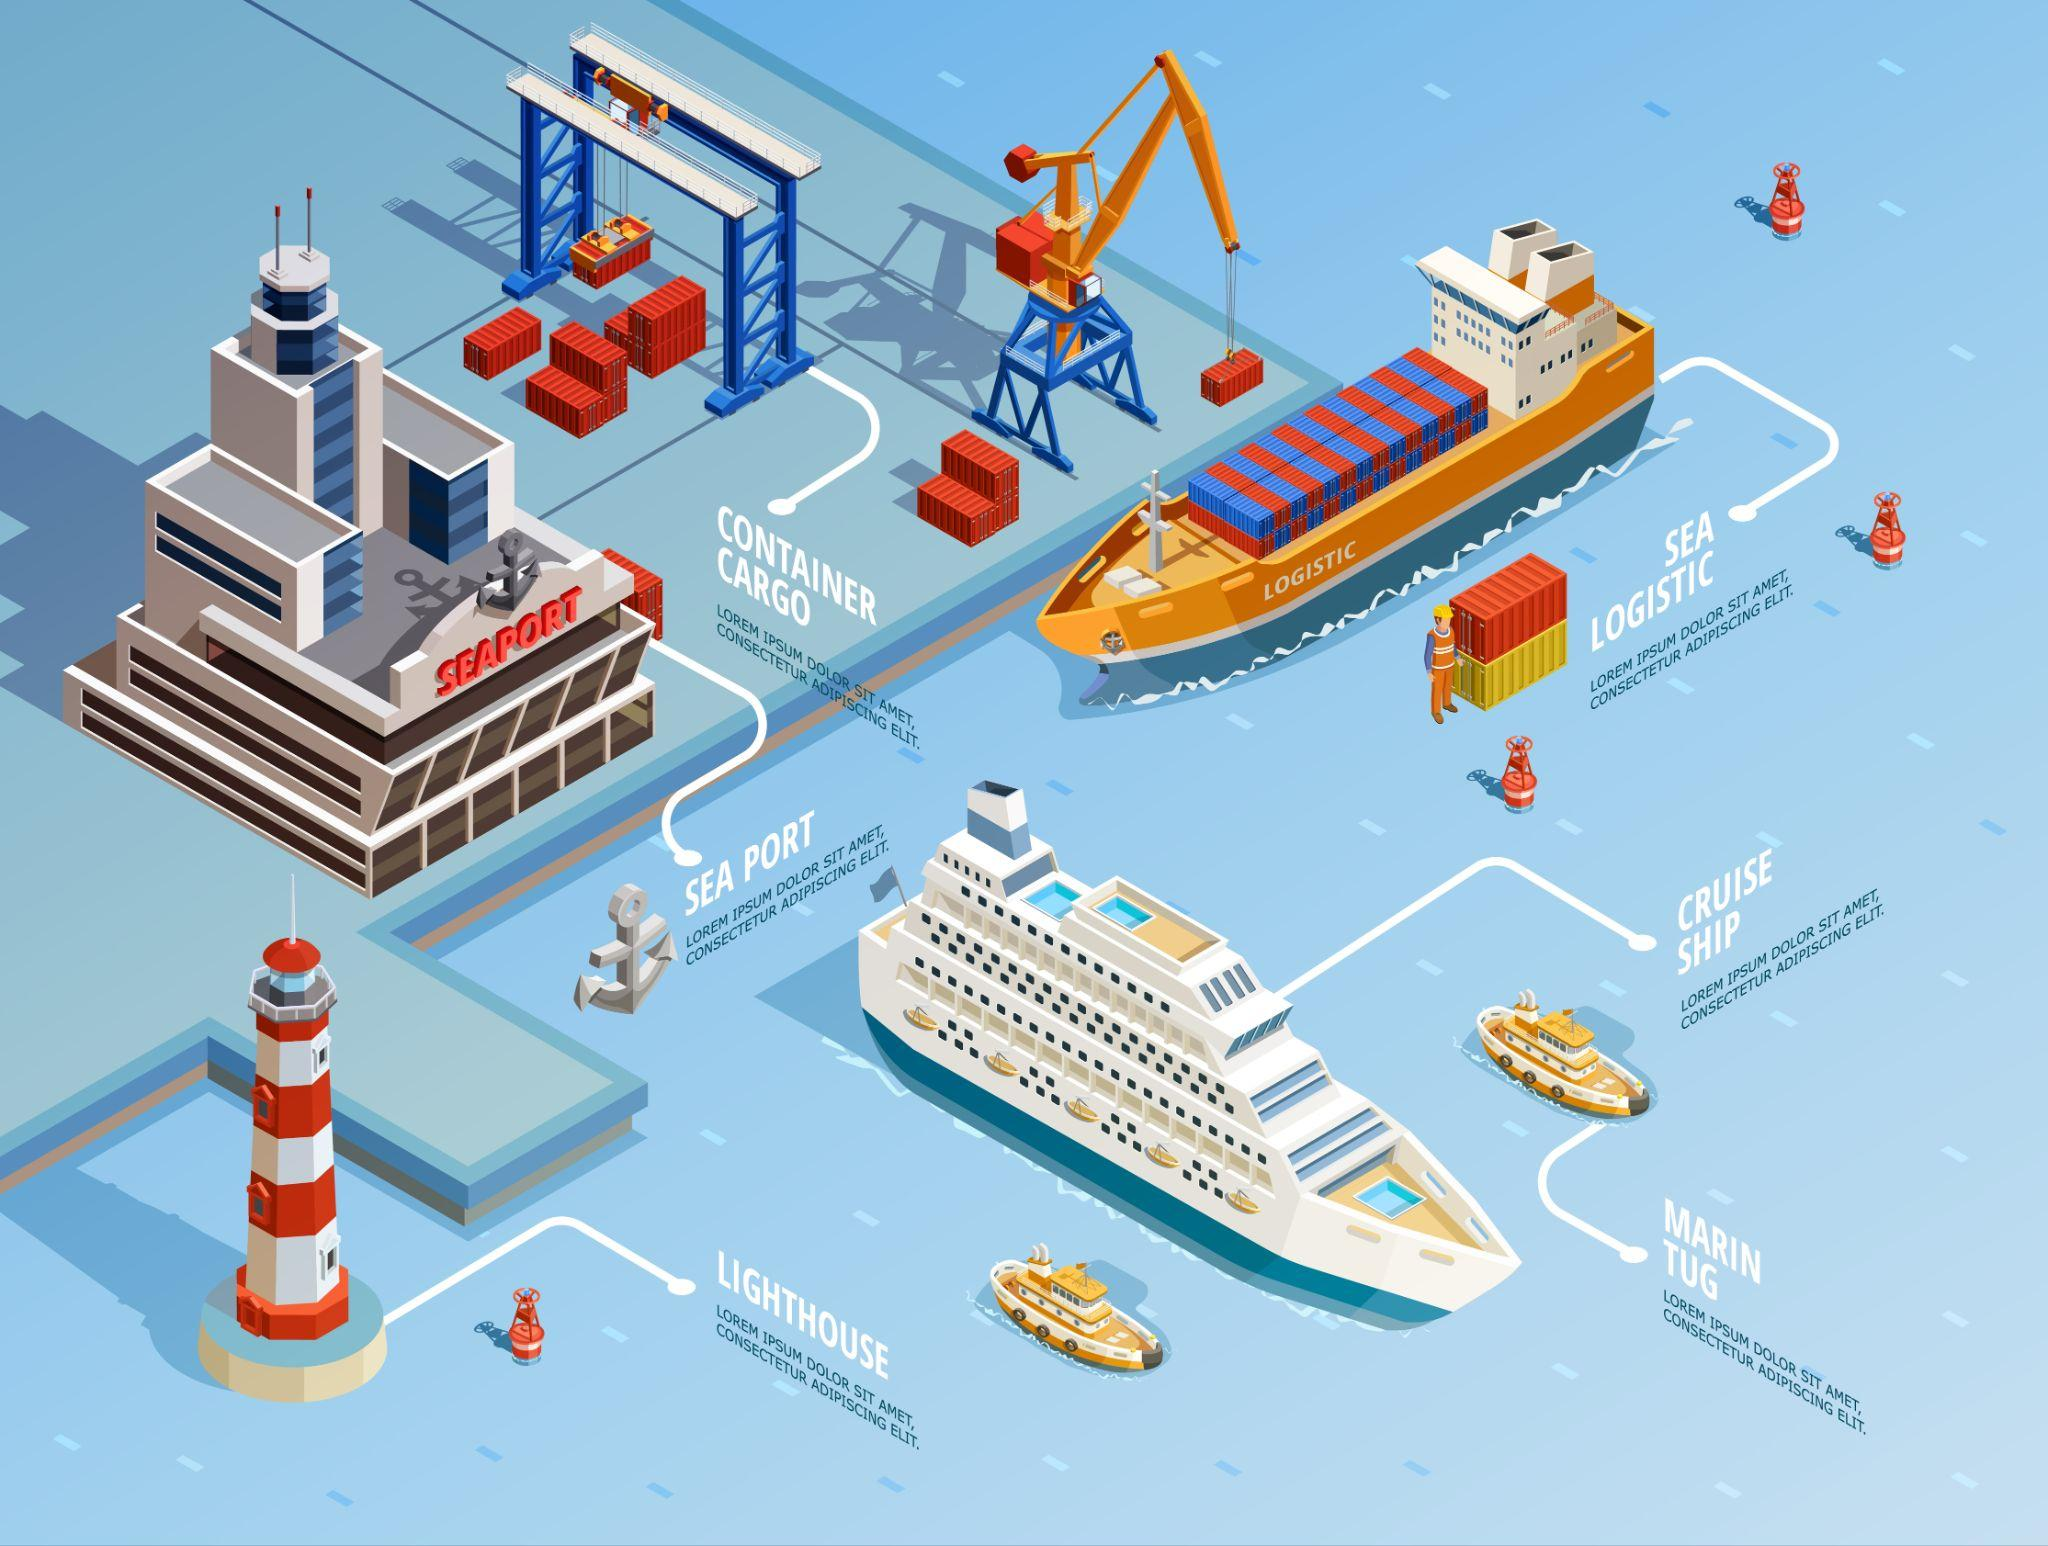 SEAPORT
CONTAINER
CARGO
LOREM IPSUM DOLOR SIT AMET,
CONSECTETUR ADIPISCING ELIT.
LOGISTIC
SEA
LOGISTIC
LOREM IPSUM DOLOR SIT AMET,
CONSECTETUR ADIPISCING ELIT.
SEA PORT
LOREM IPSUM DOLOR SIT AMET,
CONSECTETUR ADIPISCING ELIT.
CRUISE
SHIP
LOREM IPSUM DOLOR SIT AMET,
CONSECTETUR ADIPISCING ELIT.
LIGHTHOUSE
LOREM IPSUM DOLOR SIT AMET,
CONSECTETUR ADIPISCING ELIT.
MARIN
TUG
LOREM IPSUM DOLOR SIT AMET,
CONSECTETUR ADIPISCING ELIT.